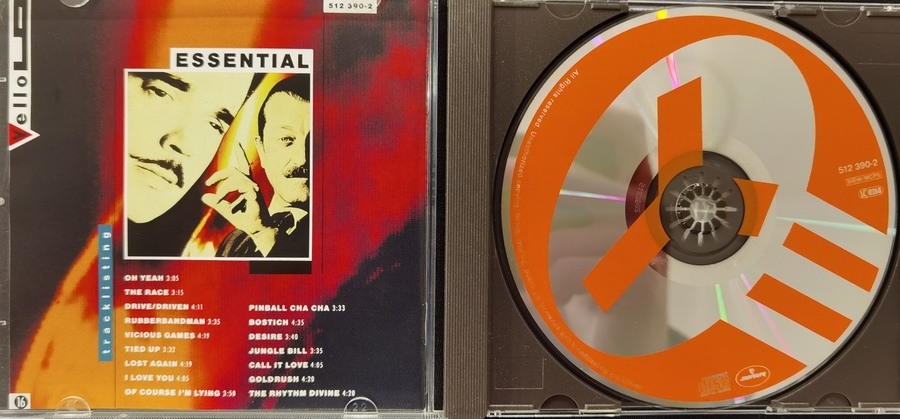 512 390-2
Yello
ESSENTIAL
tracklisting
OH YEAH 3:05
THE RACE 3:15
DRIVE/DRIVEN 4:11
RUBBERBANDMAN 3:35
VICIOUS GAMES 4:19
TIED UP 3:32
LOST AGAIN 4:19
I LOVE YOU 4:05
OF COURSE I'M LYING 3:50
PINBALL CHA CHA 3:33
BOSTICH 4:35
DESIRE 3:40
JUNGLE BILL 3:35
CALL IT LOVE 4:05
GOLDRUSH 4:20
THE RHYTHM DIVINE 4:20
16
All Rights reserved. Unauthorized
512 390-2
mercury